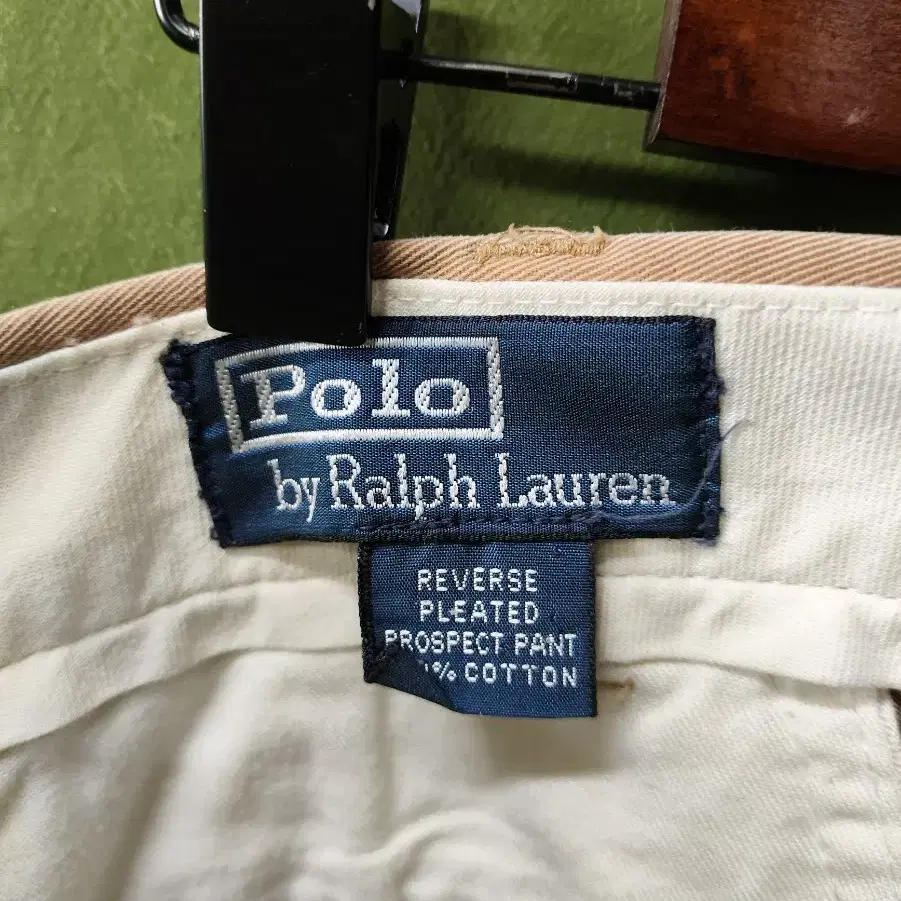 Polo
by Ralph Lauren
REVERSE
PLEATED
PROSPECT PANT
% COTTON